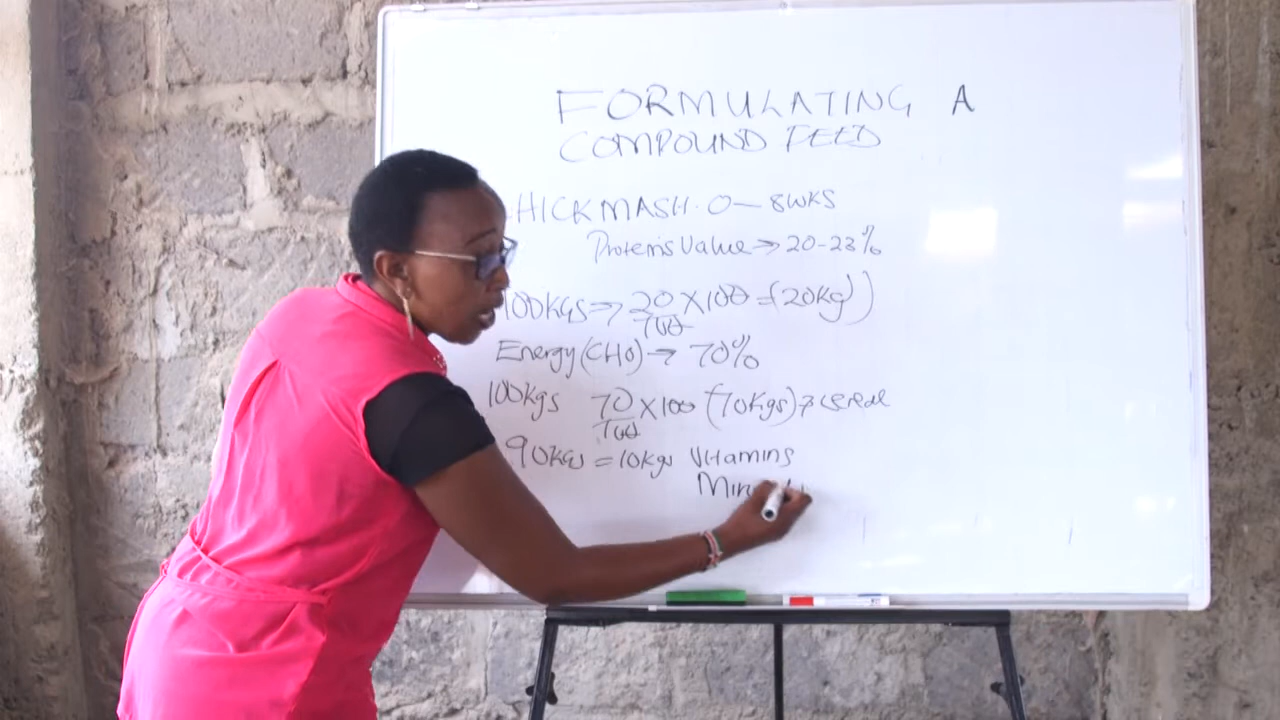 FORMULATING A
COMPOUND FEED
HICK MASH. 0 - 8WKS
Proteins Value → 20-23%
100KGS → 20/100 X 100 = (20Kg)
Energy (CHO) → 70%
100kgs 70/100 X 100 (70Kgs) → cereal
90KGs = 10kgs Vitamins